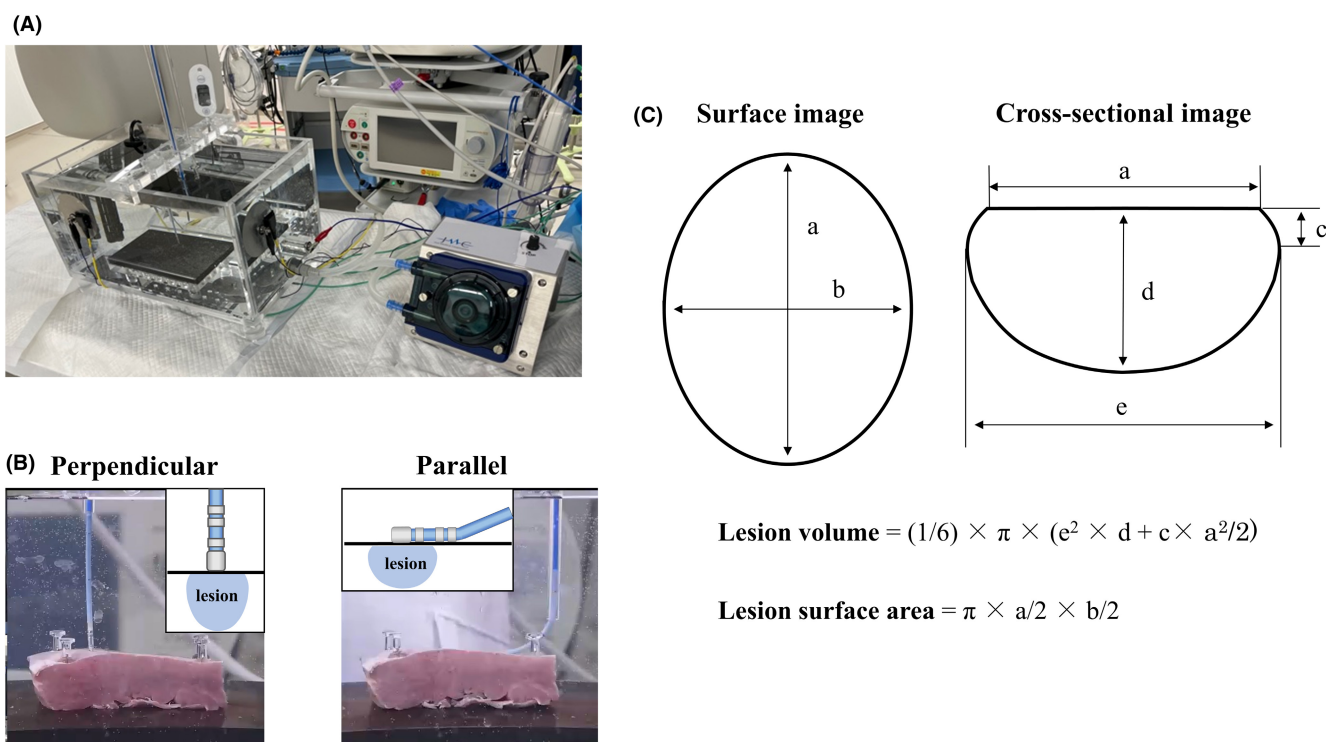 (A)
JMC
(C)
Surface image
Cross-sectional image
a
b
a
c
d
e
(B)
Perpendicular
Parallel
lesion
lesion
Lesion volume = (1/6) × π × (e² × d + c × a²/2)
Lesion surface area = π × a/2 × b/2